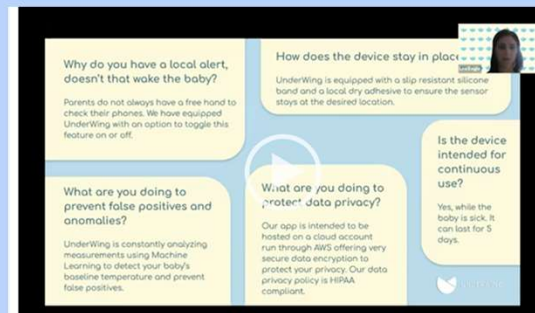 Why do you have a local alert,
doesn't that wake the baby?
Parents do not always have a free hand to
check their phones. We have equipped
UnderWing with an option to toggle this
feature on or off.
How does the device stay in place
UnderWing is equipped with a slip resistant silicone
band and a local dry adhesive to ensure the sensor
stays at the desired location.
What are you doing to
prevent false positives and
anomalies?
UnderWing is constantly analyzing
measurements using Machine
Learning to detect your baby's
baseline temperature and prevent
false positives.
What are you doing to
protect data privacy?
Our app is intended to be
hosted on a cloud account
run through AWS offering very
secure data encryption to
protect your privacy. Our data
privacy policy is HIPAA
compliant.
Is the device
intended for
continuous
use?
Yes, while the
baby is sick. It
can last for 5
days.